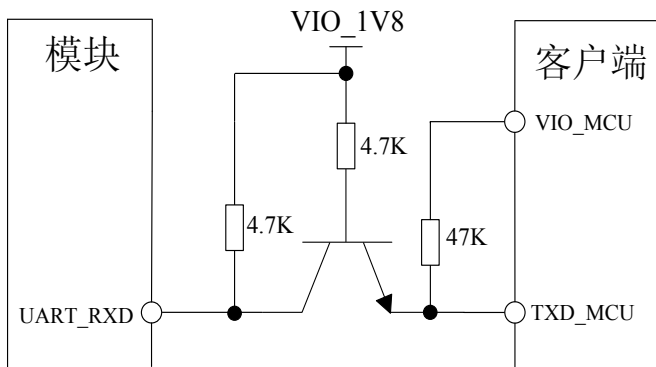 VIO_1V8
模块
客户端
VIO_MCU
4.7K
4.7K
47K
UART_RXD
TXD_MCU